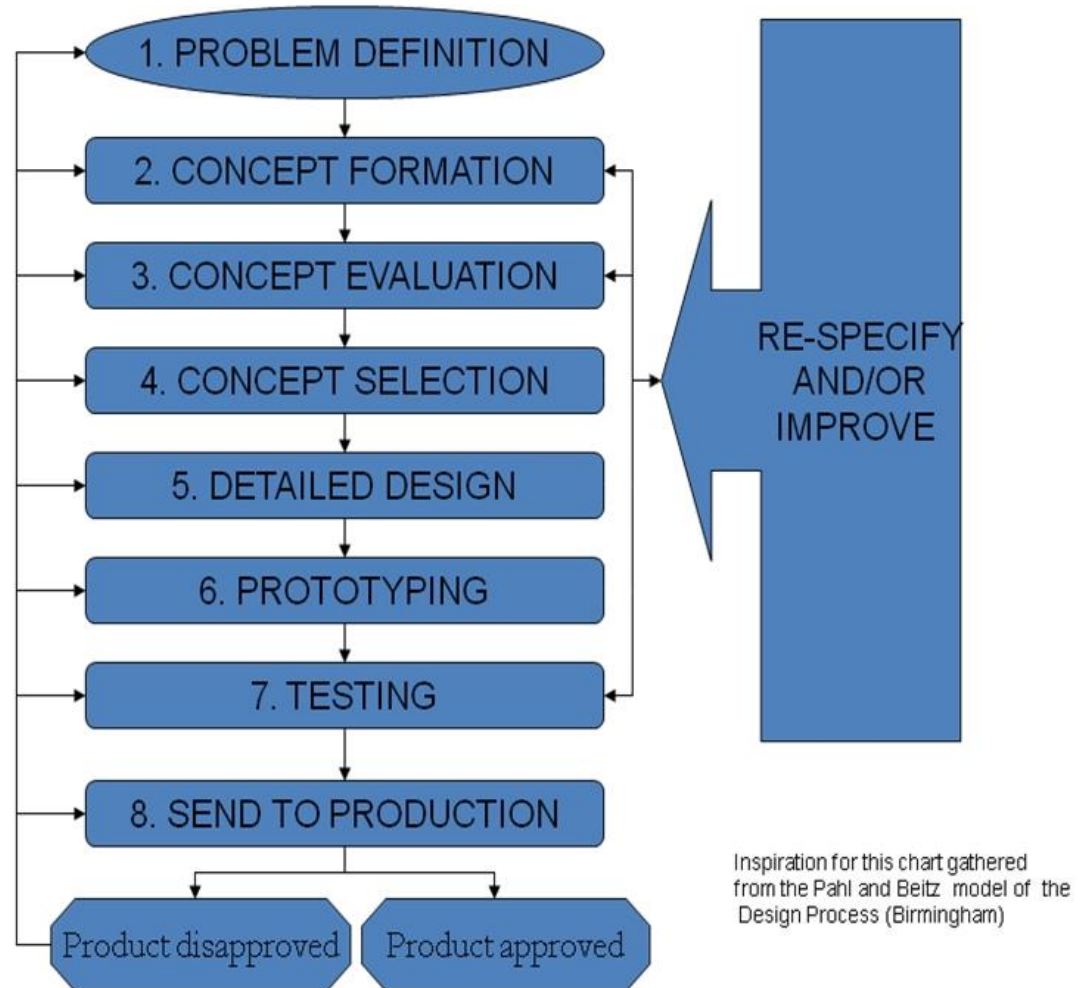 1. PROBLEM DEFINITION
2. CONCEPT FORMATION
3. CONCEPT EVALUATION
4. CONCEPT SELECTION
5. DETAILED DESIGN
6. PROTOTYPING
7. TESTING
8. SEND TO PRODUCTION
Product disapproved
Product approved
RE-SPECIFY
AND/OR
IMPROVE
Inspiration for this chart gathered
from the Pahl and Beitz model of the
Design Process (Birmingham)